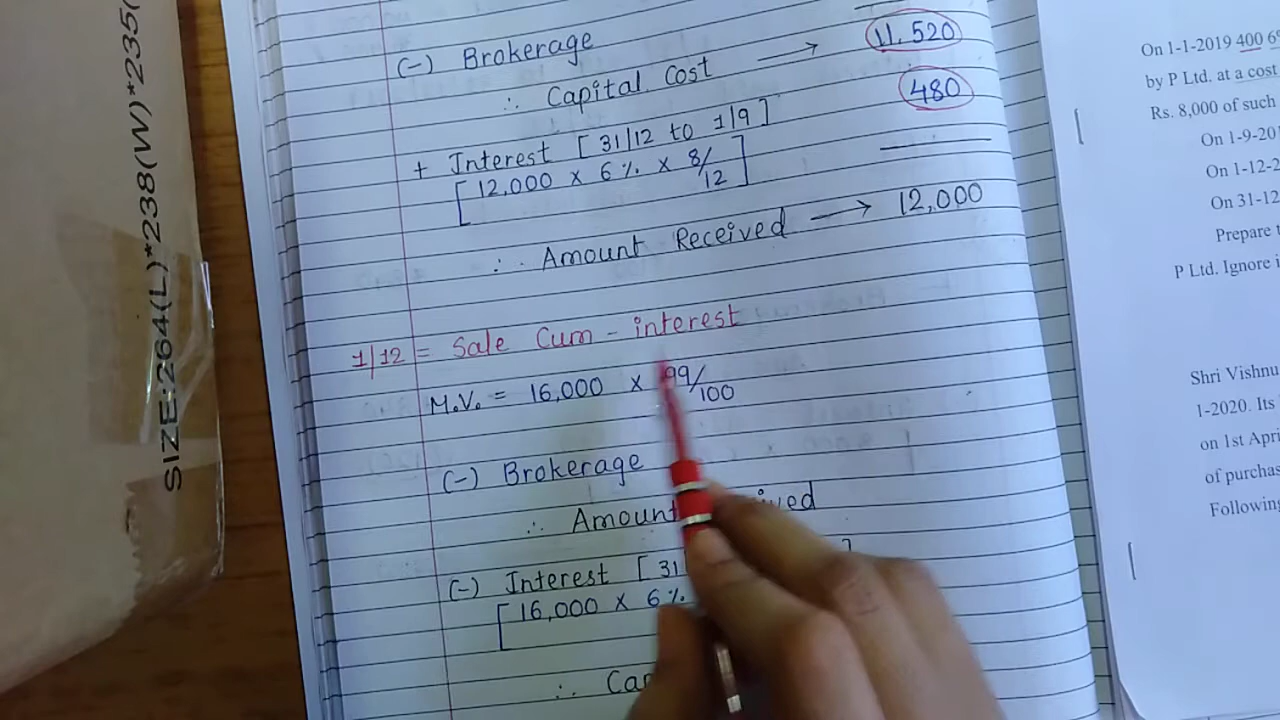 SIZE:264(L)*238(W)*235(
(-) Brokerage
∴ Capital Cost → 11,520
+ Interest [31/12 to 1/9] 480
[12,000 x 6% x 8/12]
∴ Amount Received → 12,000
1/12 = Sale Cum - interest
M.V. = 16,000 x 99/100
(-) Brokerage
∴ Amount
(-) Interest [31
[16,000 x 6%
∴
On 1-1-2019 400 6%
by P Ltd. at a cost
Rs. 8,000 of such
On 1-9-20
On 1-12-2
On 31-12
Prepare
P Ltd. Ignore
Shri Vishnu
1-2020. Its
on 1st Apri
of purchas
Following